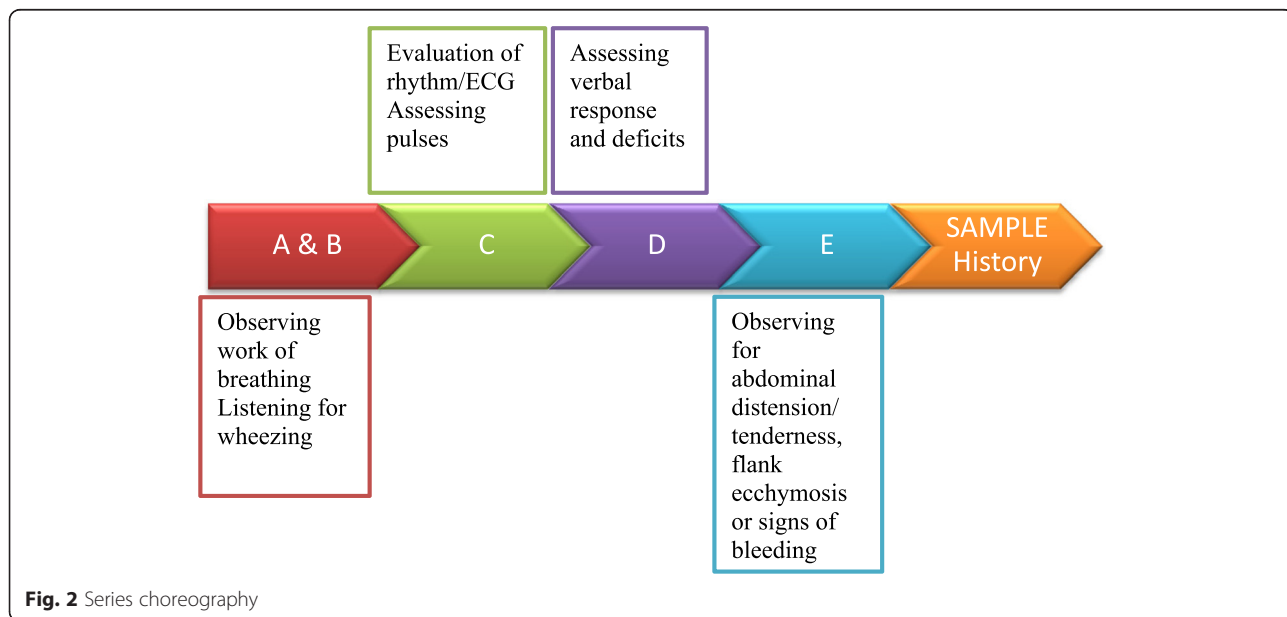 Evaluation of
rhythm/ECG
Assessing
pulses
Assessing
verbal
response
and deficits
A & B
C
D
E
SAMPLE
History
Observing
work of
breathing
Listening for
wheezing
Observing
for
abdominal
distension/
tenderness,
flank
ecchymosis
or signs of
bleeding
Fig. 2 Series choreography